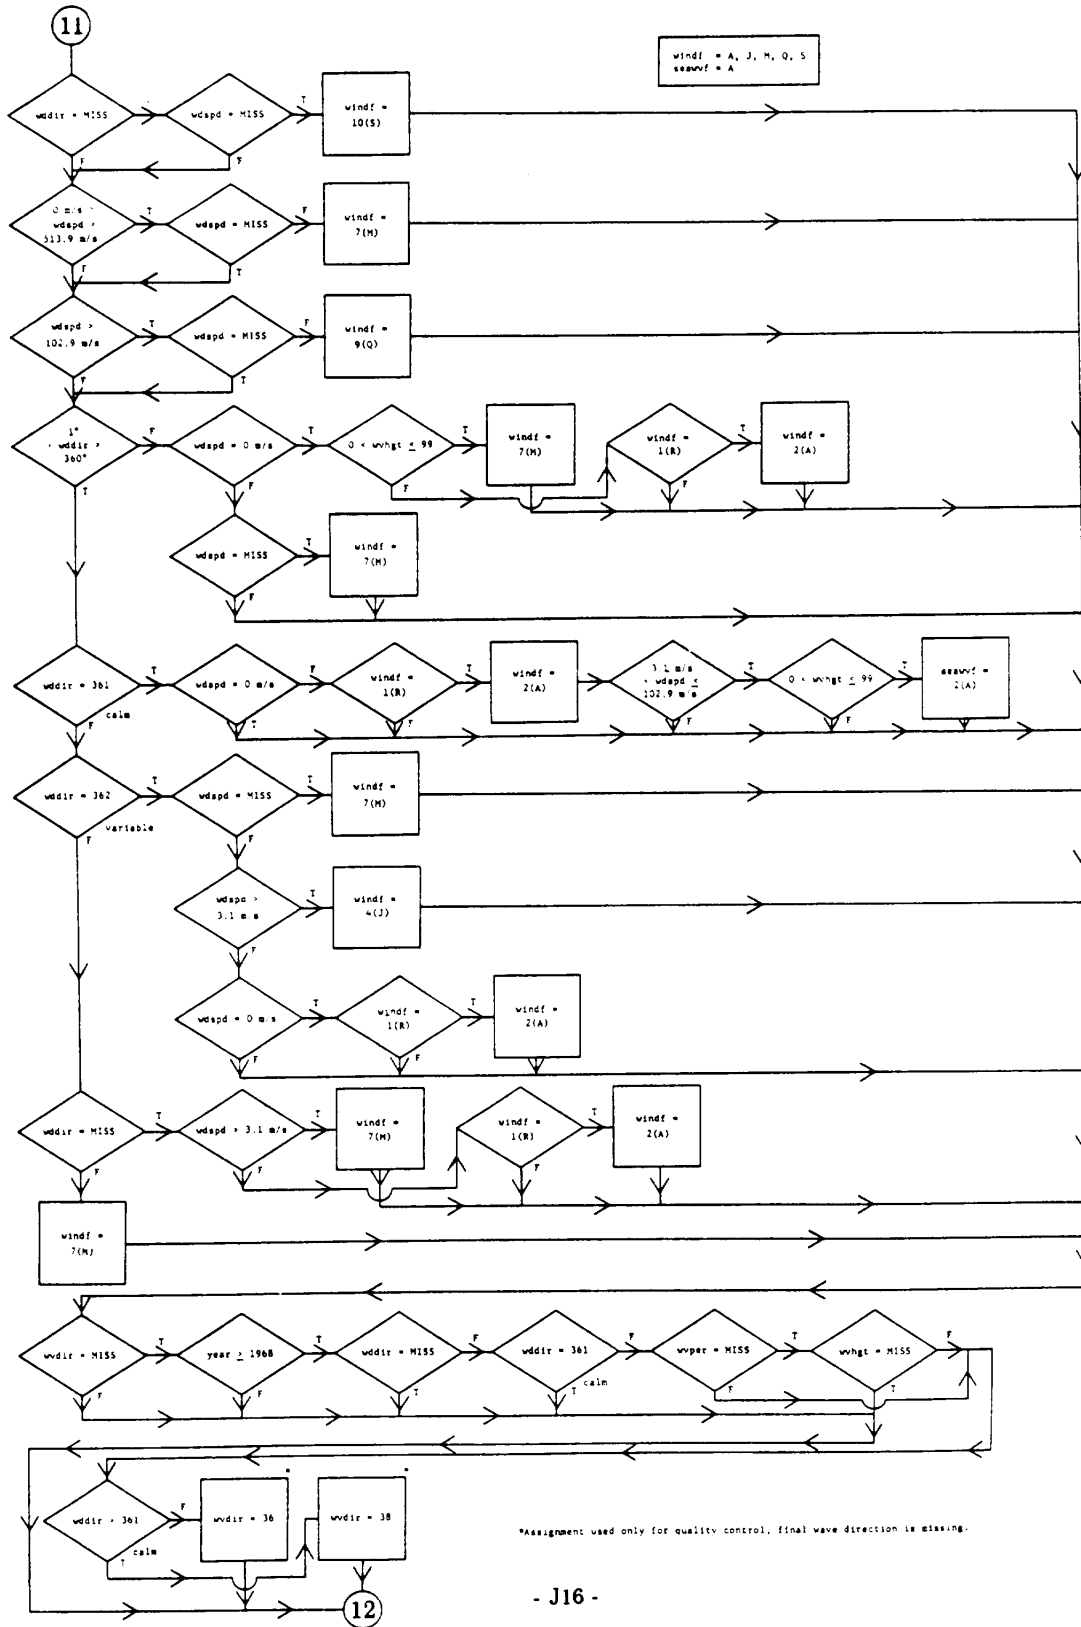 11
windf = A, J, M, Q, S
seawvf = A
wddir = MISS
wdspd = MISS
T
windf =
10(S)
F
F
0 m/s >
wdspd >
513.9 m/s
T
wdspd = MISS
F
windf =
7(M)
F
T
wdspd >
102.9 m/s
T
wdspd = MISS
F
windf =
9(Q)
F
T
1°
wddir >
360°
F
wdspd = 0 m/s
T
0 < wvhgt ≤ 99
T
windf =
7(M)
windf =
1(R)
T
windf =
2(A)
T
F
F
F
wdspd = MISS
T
windf =
7(M)
F
wddir = 361
T
wdspd = 0 m/s
F
windf =
1(R)
T
windf =
2(A)
3.1 m/s
< wdspd ≤
102.9 m/s
T
0 < wvhgt ≤ 99
T
seawvf =
2(A)
calm
F
T
F
F
F
wddir = 362
T
wdspd = MISS
T
windf =
7(M)
variable
F
F
wdspd >
3.1 m/s
T
windf =
4(J)
F
wdspd = 0 m/s
T
windf =
1(R)
T
windf =
2(A)
F
F
wddir = MISS
T
wdspd > 3.1 m/s
T
windf =
7(M)
windf =
1(R)
T
windf =
2(A)
F
F
F
windf =
7(M)
wvdir = MISS
T
year ≥ 1968
T
wddir = MISS
F
wddir = 361
F
wvper = MISS
T
wvhgt = MISS
F
calm
F
F
T
T
F
T
wddir > 361
F
wvdir = 36
*
wvdir = 38
*
calm
T
*Assignment used only for quality control, final wave direction is missing.
12
- J16 -